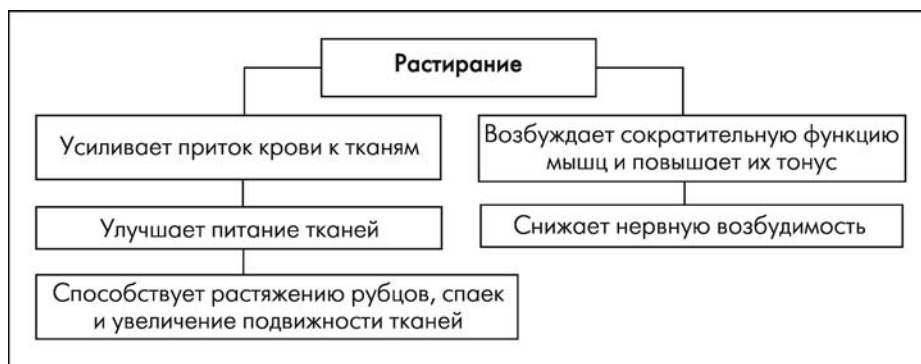 Растирание
Усиливает приток крови к тканям
Улучшает питание тканей
Способствует растяжению рубцов, спаек
и увеличение подвижности тканей
Возбуждает сократительную функцию
мышц и повышает их тонус
Снижает нервную возбудимость